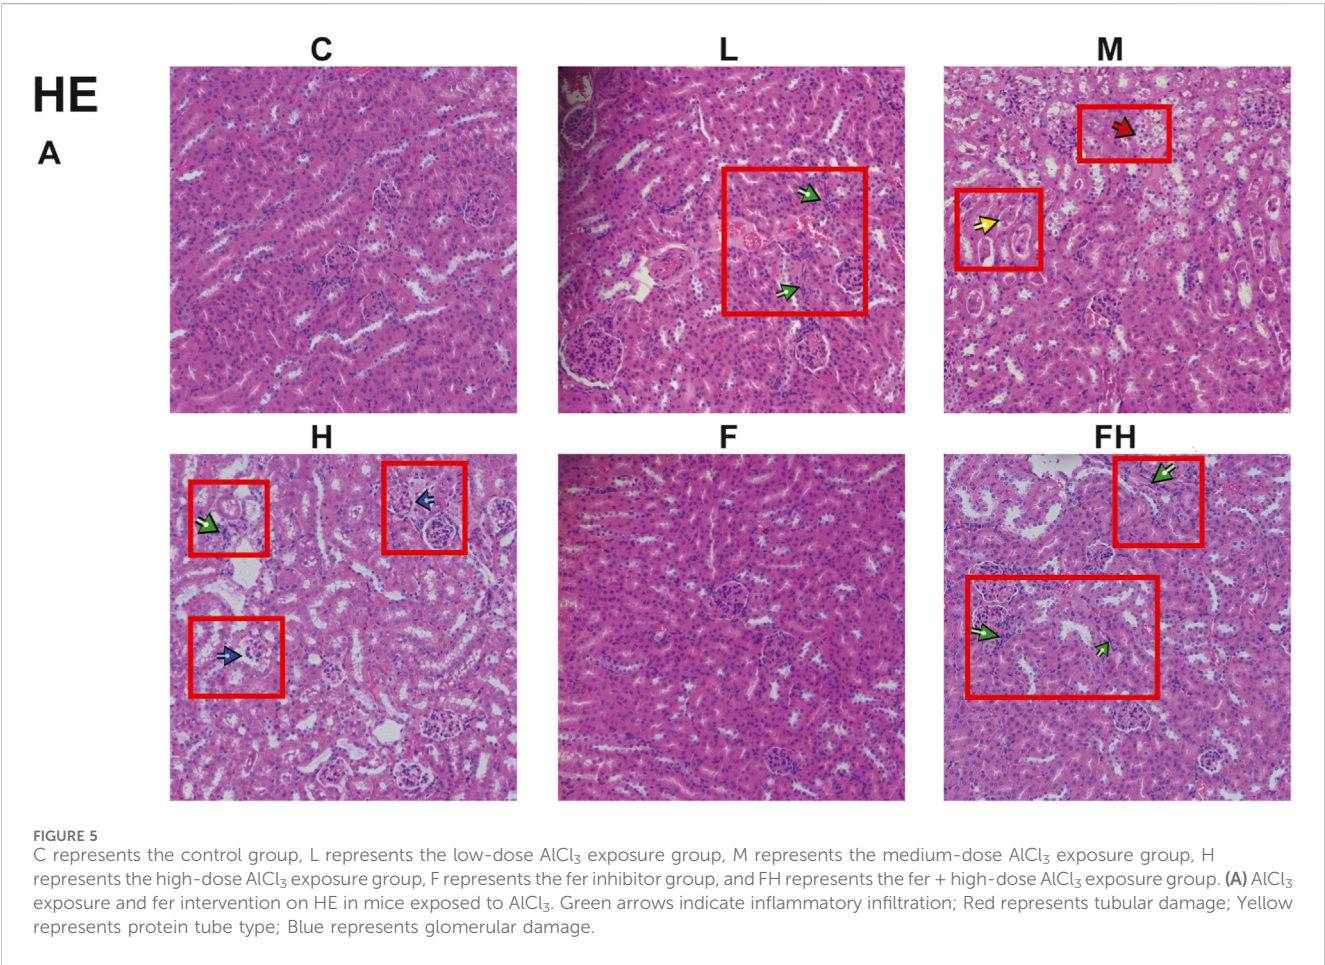 C
L
M
HE
A
H
F
FH
FIGURE 5
C represents the control group, L represents the low-dose AlCl₃ exposure group, M represents the medium-dose AlCl₃ exposure group, H
represents the high-dose AlCl₃ exposure group, F represents the fer inhibitor group, and FH represents the fer + high-dose AlCl₃ exposure group. (A) AlCl₃
exposure and fer intervention on HE in mice exposed to AlCl₃. Green arrows indicate inflammatory infiltration; Red represents tubular damage; Yellow
represents protein tube type; Blue represents glomerular damage.